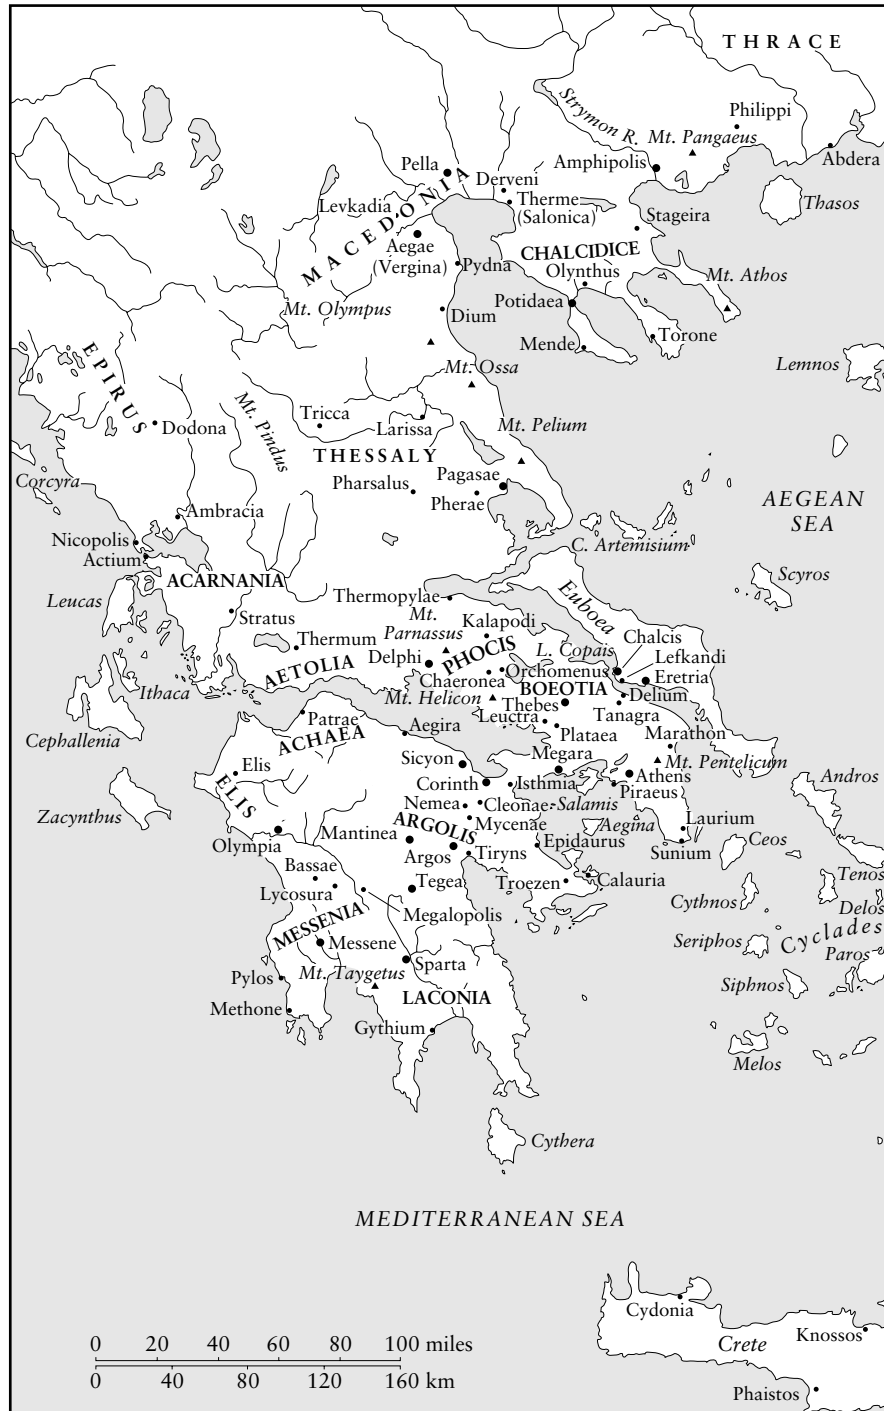 THRACE
Philippi
Strymon R.
Mt. Pangaeus
Abdera
Amphipolis
Pella
Derveni
Levkadia
Therme
(Salonica)
Stageira
Thasos
MACEDONIA
Aegae
(Vergina)
CHALCIDICE
Olynthus
Pydna
Mt. Athos
Mt. Olympus
Potidaea
Dium
Mende
Torone
EPIRUS
Mt. Ossa
Lemnos
Mt. Pindus
Tricca
Dodona
Larissa
Mt. Pelium
THESSALY
Corcyra
Pharsalus
Pagasae
Pherae
AEGEAN
SEA
Ambracia
Nicopolis
Actium
C. Artemisium
ACARNANIA
Scyros
Leucas
Thermopylae
Euboea
Stratus
Mt.
Parnassus
Kalapodi
Thermum
L. Copais
Chalcis
PHOCIS
Delphi
Lefkandi
AETOLIA
Orchomenus
Chaeronea
Eretria
BOEOTIA
Ithaca
Mt. Helicon
Delium
Thebes
Tanagra
Patrae
Leuctra
Cephallenia
Aegira
Plataea
Marathon
ACHAEA
Sicyon
Megara
Mt. Pentelicum
Elis
Athens
Andros
ELIS
Corinth
Isthmia
Piraeus
Nemea
Cleonae
Salamis
Zacynthus
Mycenae
Aegina
Laurium
ARGOLIS
Mantinea
Olympia
Epidaurus
Ceos
Argos
Tiryns
Sunium
Bassae
Tenos
Tegea
Troezen
Calauria
Lycosura
Cythnos
Delos
Megalopolis
MESSENIA
Cyclades
Messene
Seriphos
Paros
Mt. Taygetus
Sparta
Pylos
Siphnos
LACONIA
Methone
Gythium
Melos
Cythera
MEDITERRANEAN SEA
Cydonia
Crete
Knossos
Phaistos
0 20 40 60 80 100 miles
0 40 80 120 160 km